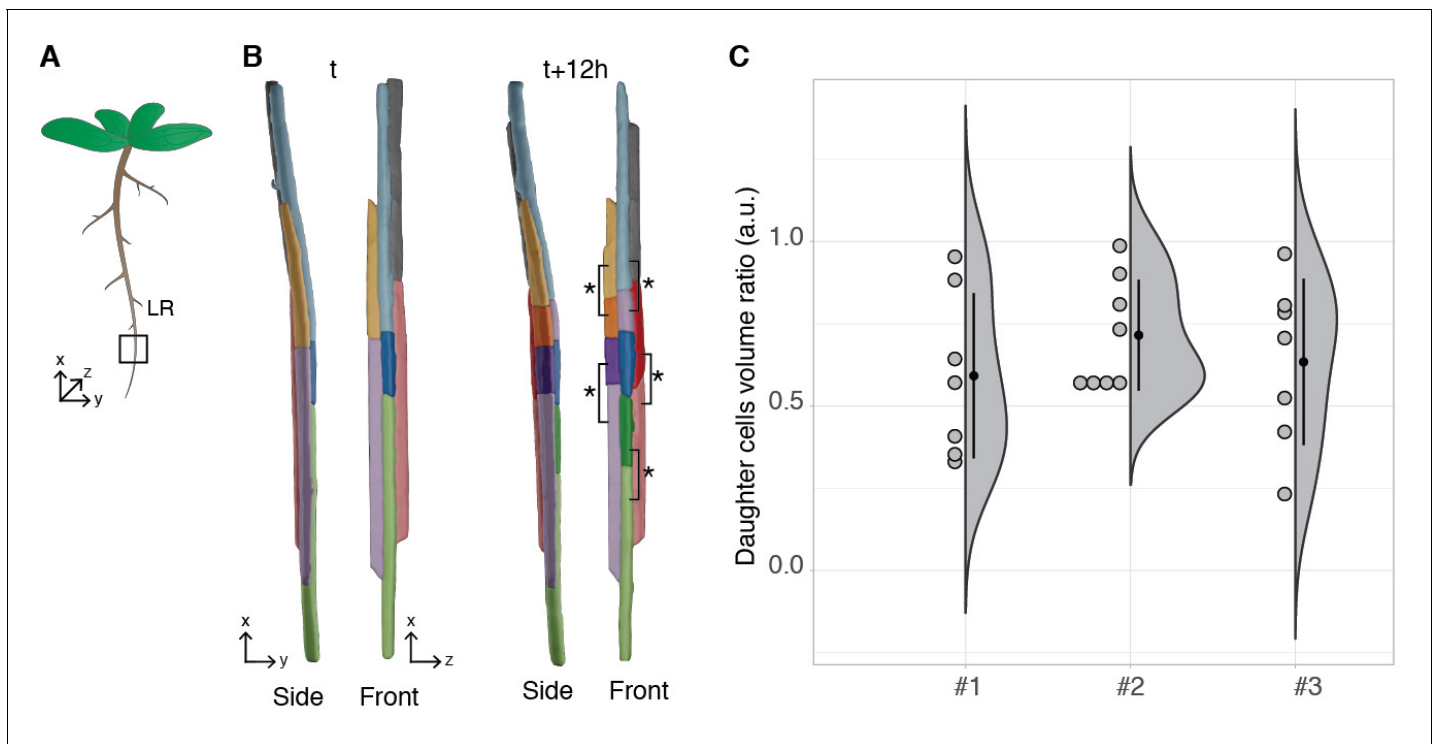 A
LR
x
z
y
B
t
t+12h
*
*
*
*
*
x
y
x
z
Side
Front
Side
Front
C
Daughter cells volume ratio (a.u.)
1.0
0.5
0.0
#1
#2
#3